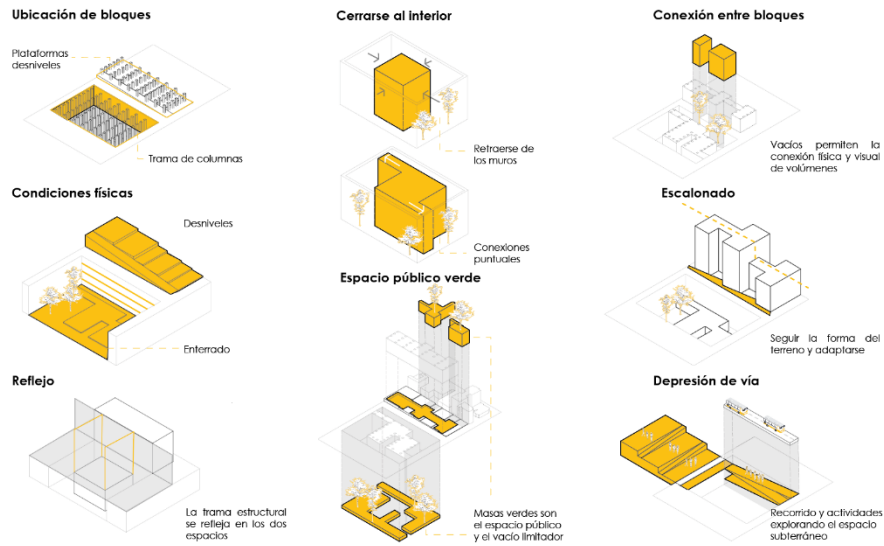 Ubicación de bloques
Plataformas
desniveles
Trama de columnas
Condiciones físicas
Desniveles
Enterrado
Reflejo
La trama estructural
se refleja en los dos
espacios
Cerrarse al interior
Retraerse de
los muros
Conexiones
puntuales
Espacio público verde
Masas verdes son
el espacio público
y el vacío limitador
Conexión entre bloques
Vacíos permiten la
conexión física y visual
de volúmenes
Escalonado
Seguir la forma del
terreno y adaptarse
Depresión de vía
Recorrido y actividades
explorando el espacio
subterráneo